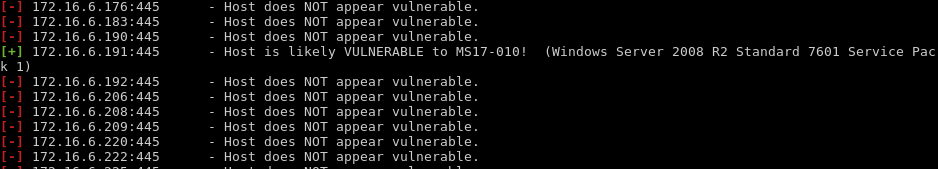 [-] 172.16.6.176:445      - Host does NOT appear vulnerable.
[-] 172.16.6.183:445      - Host does NOT appear vulnerable.
[-] 172.16.6.190:445      - Host does NOT appear vulnerable.
[+] 172.16.6.191:445      - Host is likely VULNERABLE to MS17-010!  (Windows Server 2008 R2 Standard 7601 Service Pac
k 1)
[-] 172.16.6.192:445      - Host does NOT appear vulnerable.
[-] 172.16.6.206:445      - Host does NOT appear vulnerable.
[-] 172.16.6.208:445      - Host does NOT appear vulnerable.
[-] 172.16.6.209:445      - Host does NOT appear vulnerable.
[-] 172.16.6.220:445      - Host does NOT appear vulnerable.
[-] 172.16.6.222:445      - Host does NOT appear vulnerable.